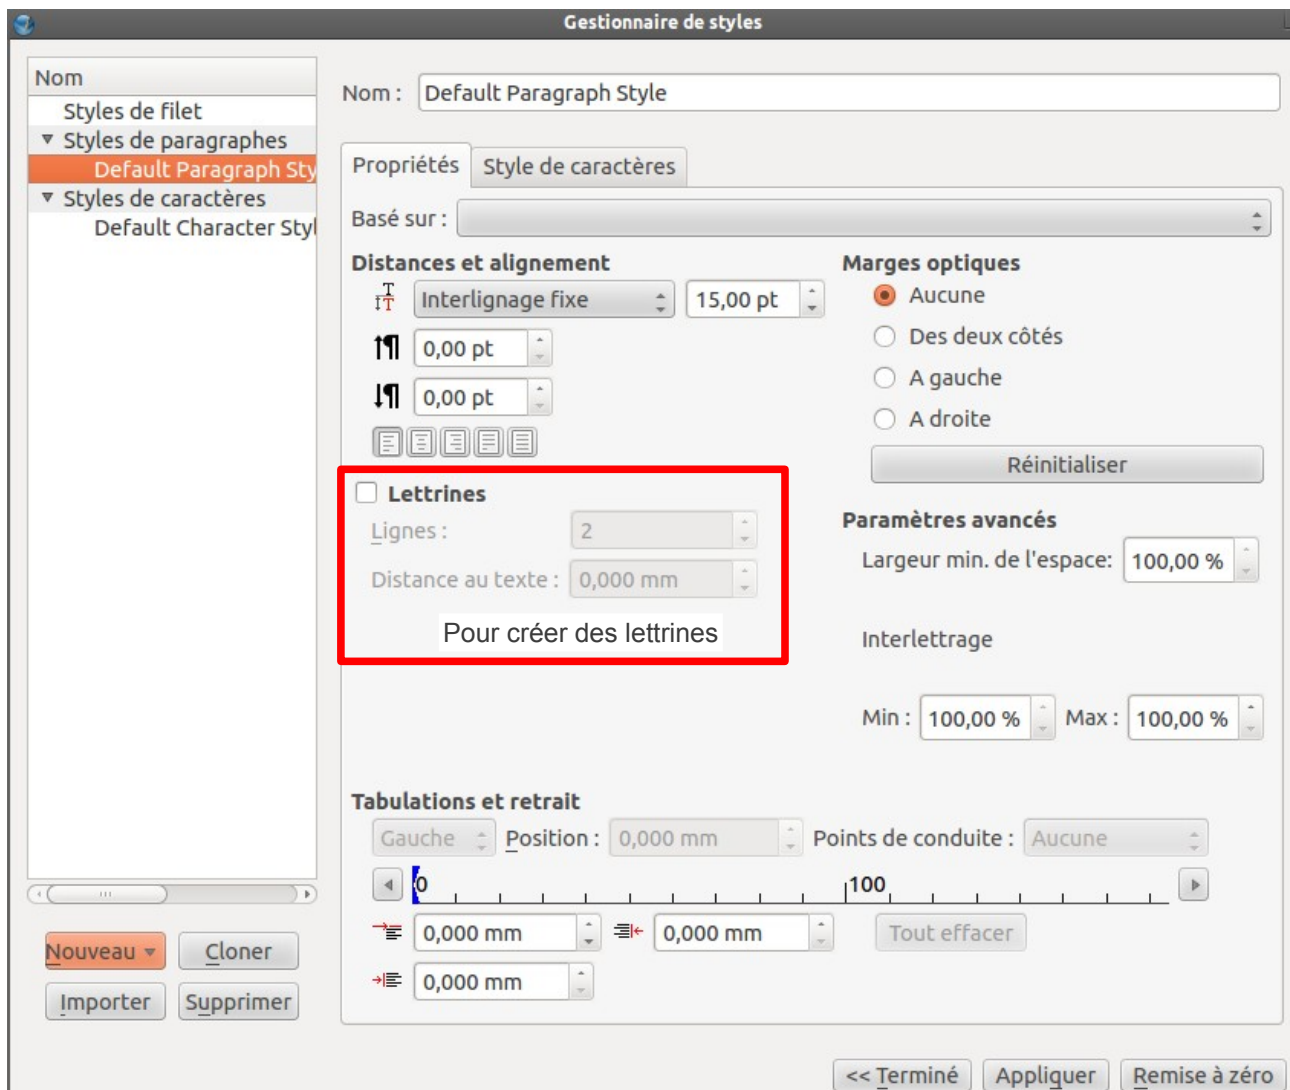 Gestionnaire de styles
Nom
Styles de filet
Styles de paragraphes
Default Paragraph Sty
Styles de caractères
Default Character Styl
Nouveau
Cloner
Importer
Supprimer
Nom : Default Paragraph Style
Propriétés Style de caractères
Basé sur :
Distances et alignement
Interlignage fixe 15,00 pt
0,00 pt
0,00 pt
Lettrines
Lignes : 2
Distance au texte : 0,000 mm
Pour créer des lettrines
Marges optiques
Aucune
Des deux côtés
A gauche
A droite
Réinitialiser
Paramètres avancés
Largeur min. de l'espace: 100,00 %
Interlettrage
Min : 100,00 % Max : 100,00 %
Tabulations et retrait
Gauche Position : 0,000 mm Points de conduite : Aucune
0 100
0,000 mm 0,000 mm Tout effacer
0,000 mm
<< Terminé Appliquer Remise à zéro